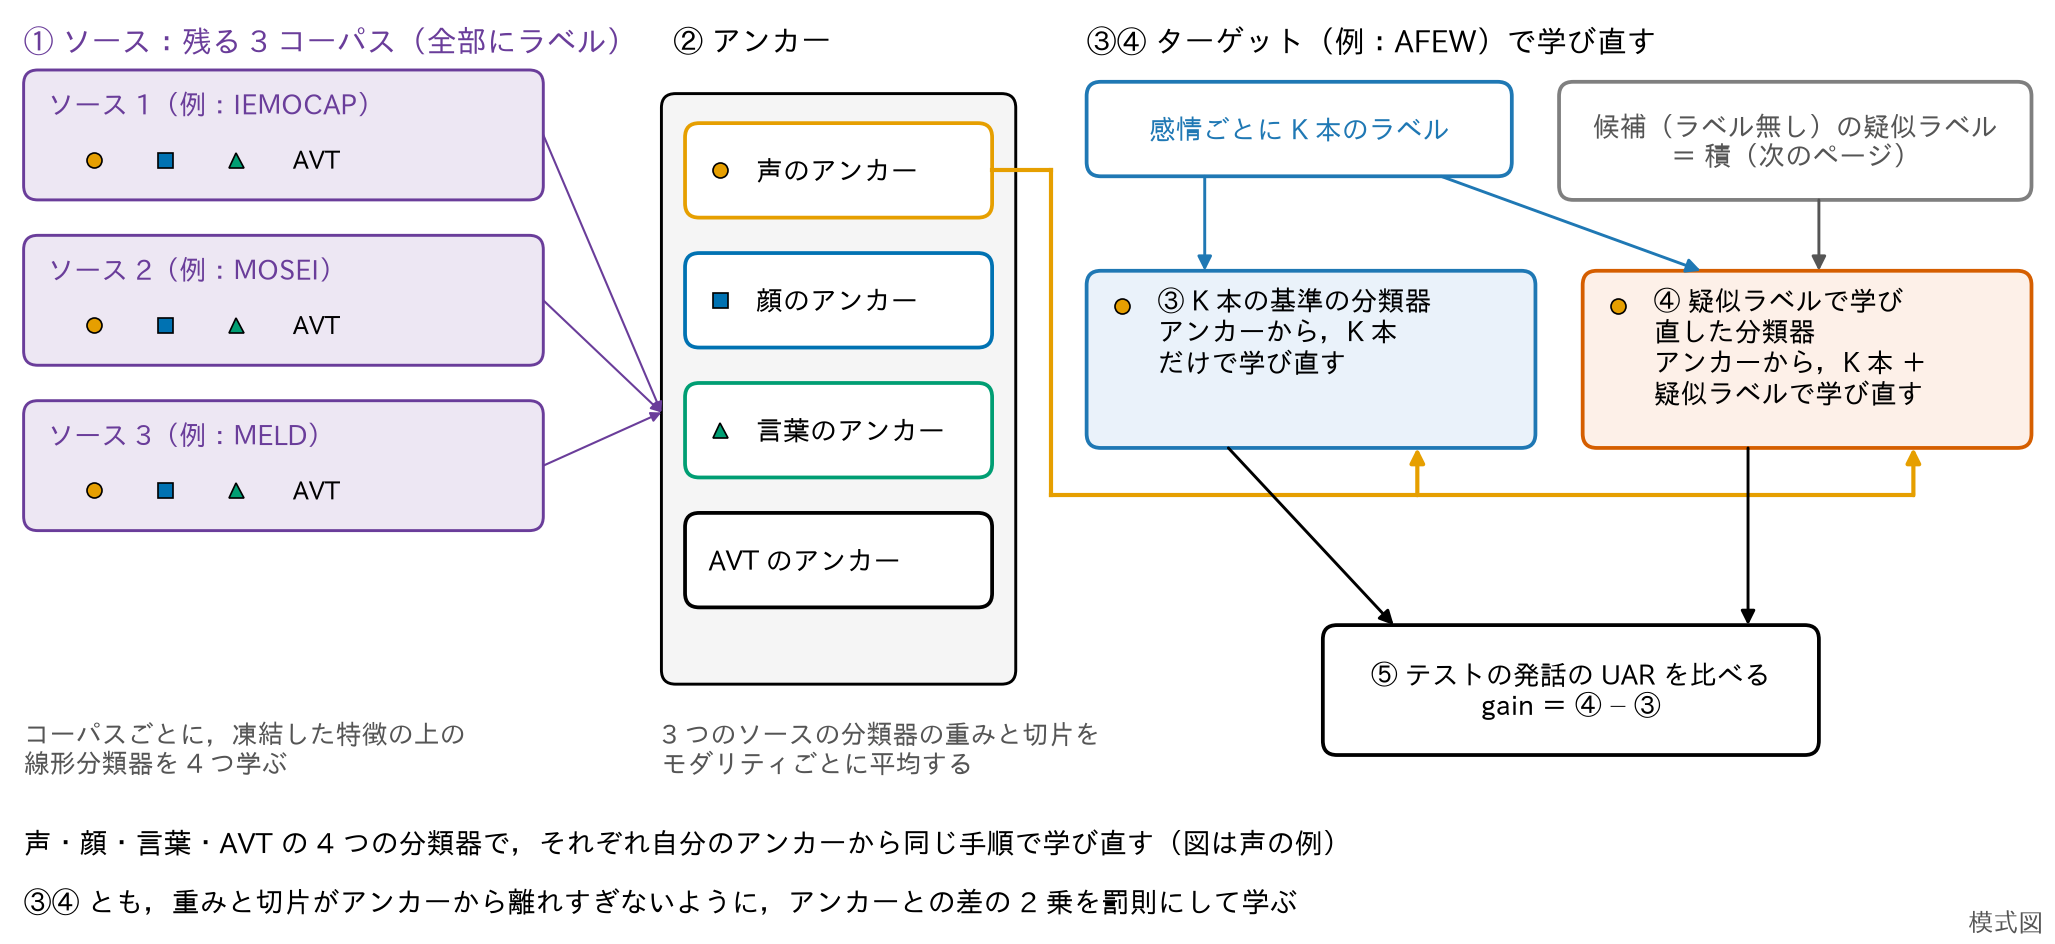 ① ソース：残る 3 コーパス（全部にラベル）
ソース 1（例：IEMOCAP）
AVT
ソース 2（例：MOSEI）
AVT
ソース 3（例：MELD）
AVT
コーパスごとに，凍結した特徴の上の
線形分類器を 4 つ学ぶ
② アンカー
声のアンカー
顔のアンカー
言葉のアンカー
AVT のアンカー
3 つのソースの分類器の重みと切片を
モダリティごとに平均する
③④ ターゲット（例：AFEW）で学び直す
感情ごとに K 本のラベル
候補（ラベル無し）の疑似ラベル
= 積（次のページ）
③ K 本の基準の分類器
アンカーから，K 本
だけで学び直す
④ 疑似ラベルで学び
直した分類器
アンカーから，K 本 +
疑似ラベルで学び直す
⑤ テストの発話の UAR を比べる
gain = ④ – ③
声・顔・言葉・AVT の 4 つの分類器で，それぞれ自分のアンカーから同じ手順で学び直す（図は声の例）
③④ とも，重みと切片がアンカーから離れすぎないように，アンカーとの差の 2 乗を罰則にして学ぶ
模式図